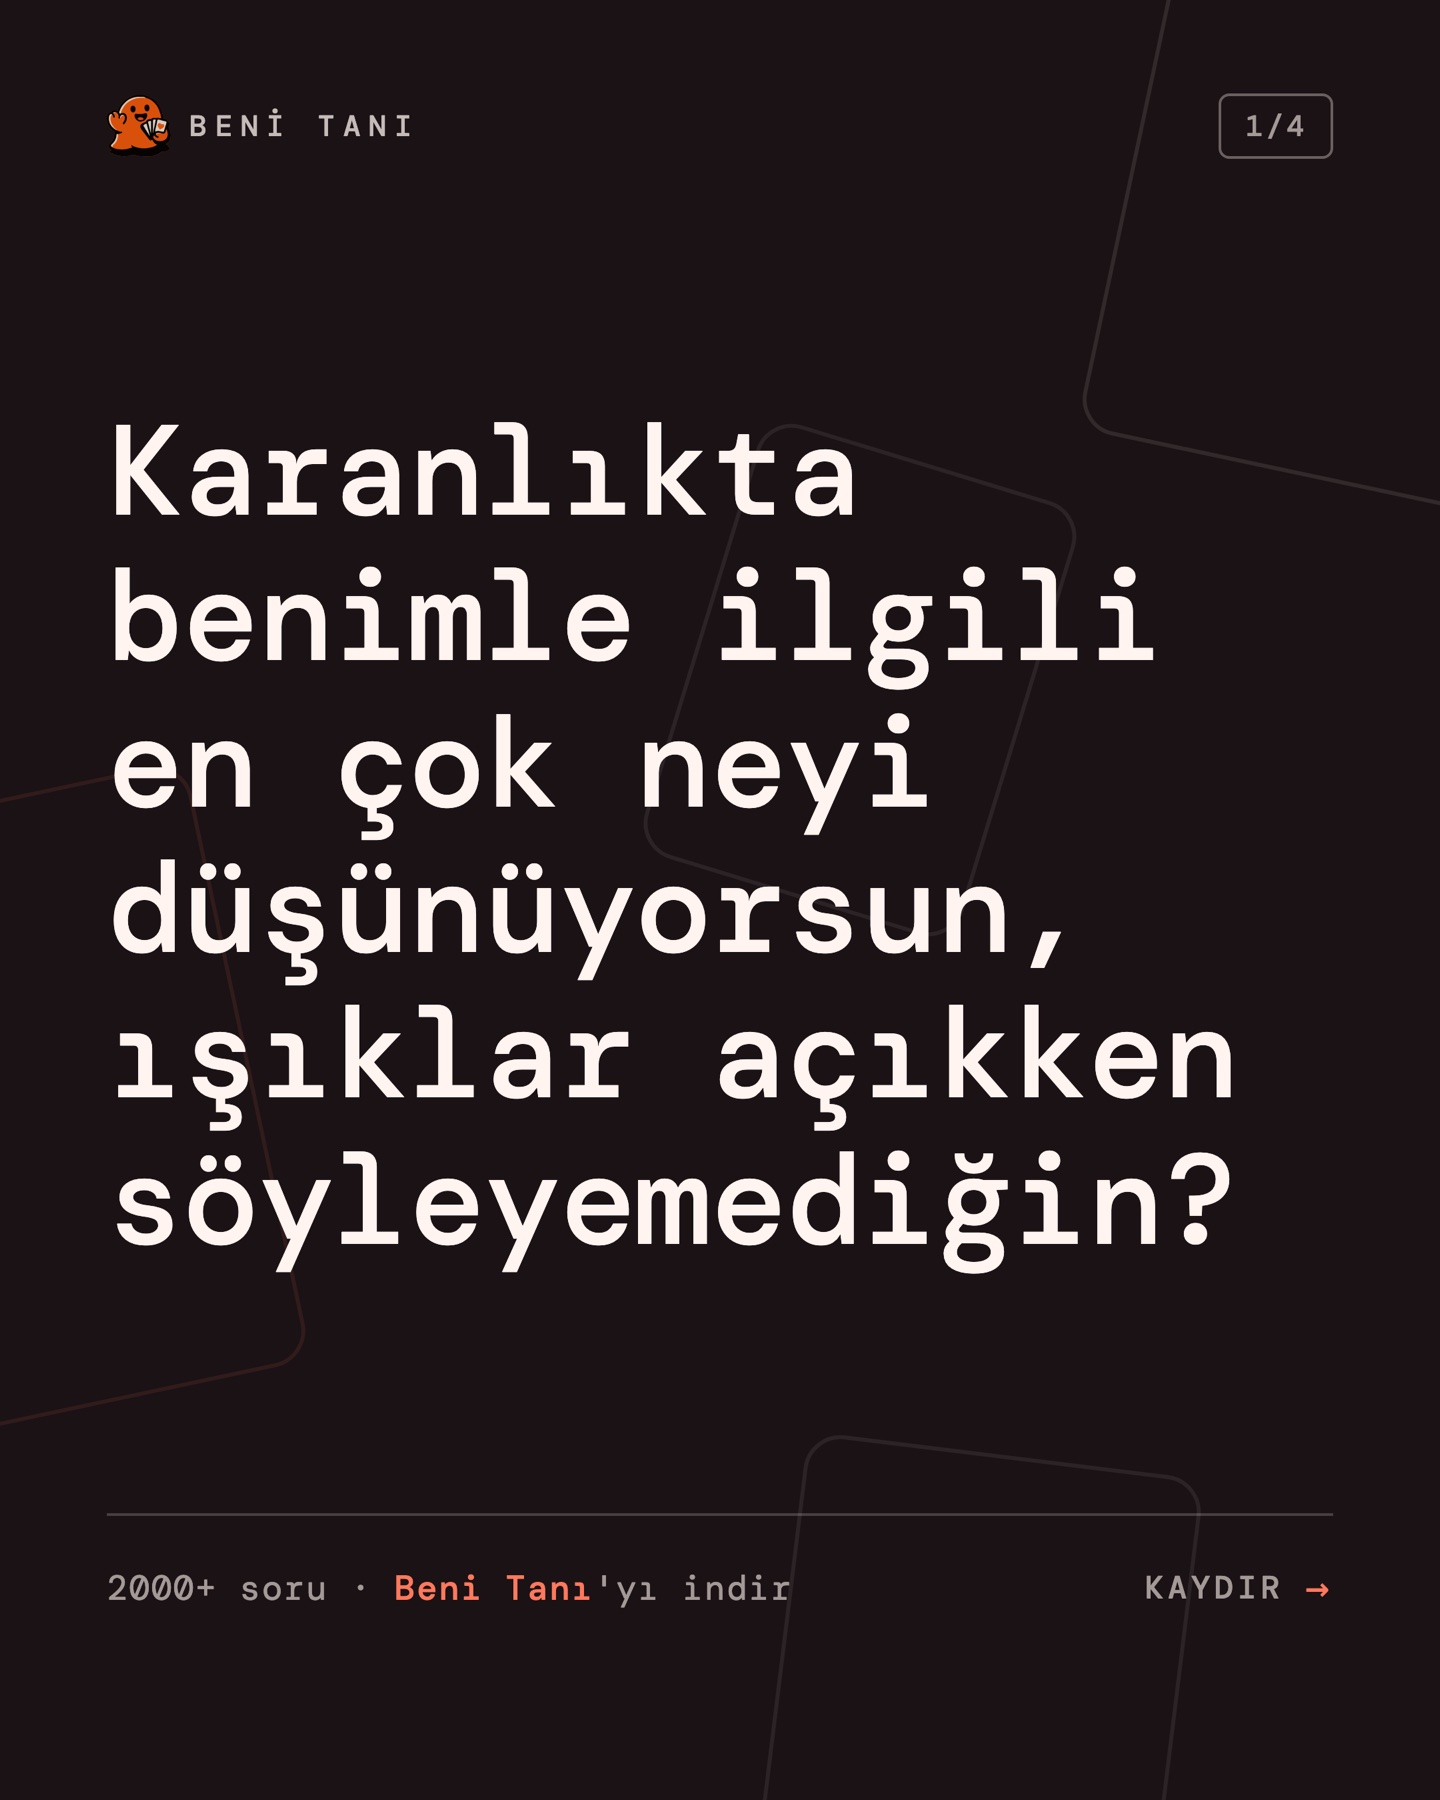 BENİ TANI
1/4
Karanlıkta
benimle ilgili
en çok neyi
düşünüyorsun,
ışıklar açıkken
söyleyemediğin?
2000+ soru · Beni Tanı'yı indir
KAYDIR →